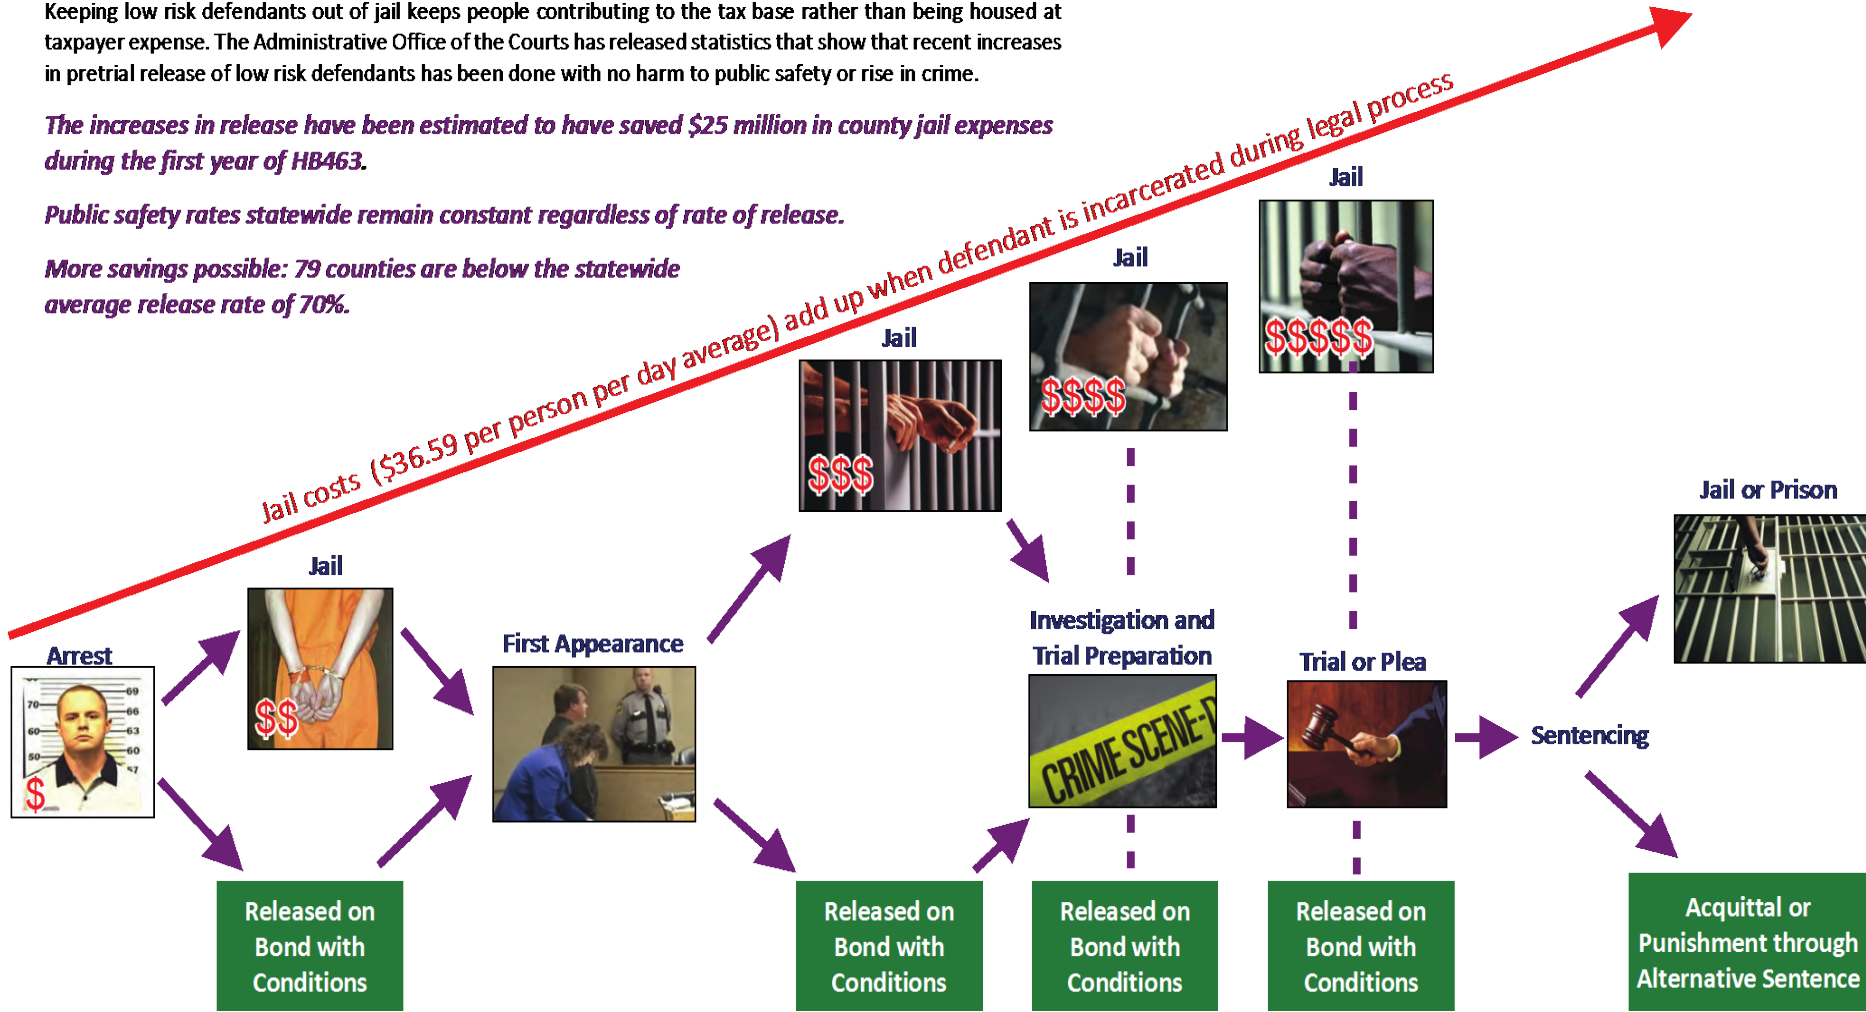 Keeping low risk defendants out of jail keeps people contributing to the tax base rather than being housed at
taxpayer expense. The Administrative Office of the Courts has released statistics that show that recent increases
in pretrial release of low risk defendants has been done with no harm to public safety or rise in crime.
The increases in release have been estimated to have saved $25 million in county jail expenses
during the first year of HB463.
Public safety rates statewide remain constant regardless of rate of release.
More savings possible: 79 counties are below the statewide
average release rate of 70%.
Jail costs ($36.59 per person per day average) add up when defendant is incarcerated during legal process
Jail
$$$$$
Jail
$$$$
Jail
$$$
Jail or Prison
Jail
$$
Arrest
70
60
50
69
66
63
60
57
$
First Appearance
Investigation and
Trial Preparation
CRIME SCENE-D
Trial or Plea
Sentencing
Released on
Bond with
Conditions
Released on
Bond with
Conditions
Released on
Bond with
Conditions
Released on
Bond with
Conditions
Acquittal or
Punishment through
Alternative Sentence